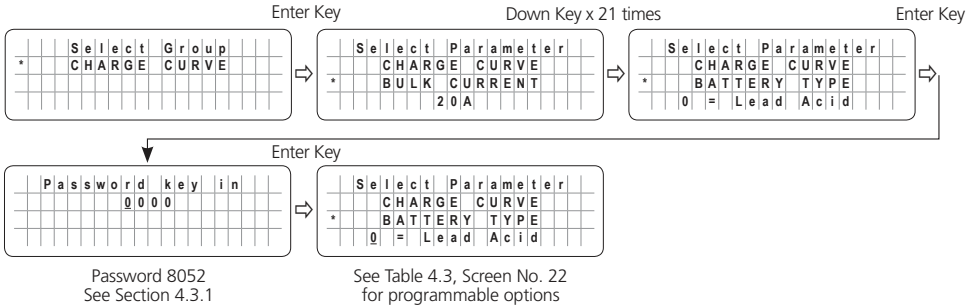 Enter Key
Down Key x 21 times
Enter Key
Select Group
* CHARGE CURVE
Select Parameter
CHARGE CURVE
* BULK CURRENT
20A
Select Parameter
CHARGE CURVE
* BATTERY TYPE
0 = Lead Acid
Enter Key
Password key in
0000
Select Parameter
CHARGE CURVE
* BATTERY TYPE
0 = Lead Acid
Password 8052
See Section 4.3.1
See Table 4.3, Screen No. 22
for programmable options